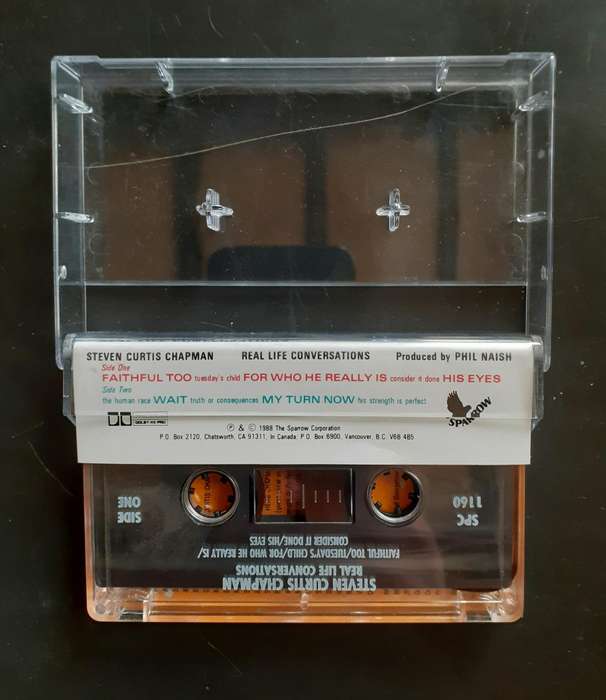 STEVEN CURTIS CHAPMAN REAL LIFE CONVERSATIONS Produced by PHIL NAISH
Side One
FAITHFUL TOO tuesday's child FOR WHO HE REALLY IS consider it done HIS EYES
Side Two
the human race WAIT truth or consequences MY TURN NOW his strength is perfect
SPARROW
DOLBY HX PRO
℗ & © 1988 The Sparrow Corporation
P.O. Box 2120, Chatsworth, CA 91311, In Canada: P.O. Box 6900, Vancouver, B.C. V6B 4B5
STEVEN CURTIS CHAPMAN
REAL LIFE CONVERSATIONS
FAITHFUL TOO/TUESDAY'S CHILD/FOR WHO HE REALLY IS/
CONSIDER IT DONE/HIS EYES
SPC
1160
SIDE
ONE